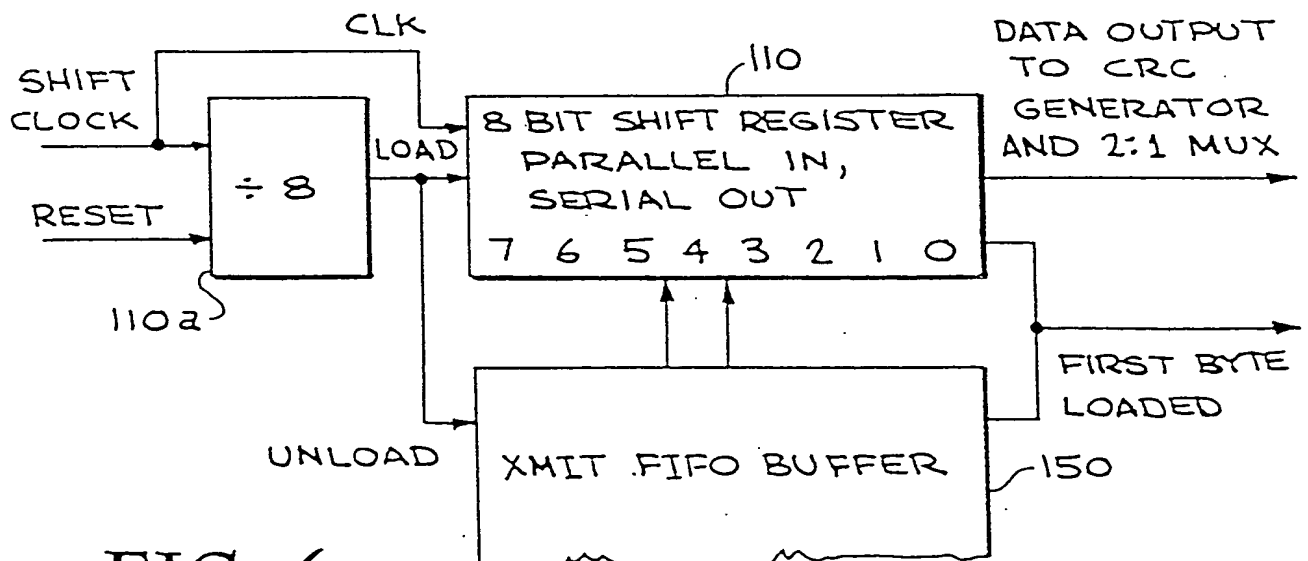 CLK
SHIFT
CLOCK
RESET
÷ 8
110a
LOAD
UNLOAD
110
8 BIT SHIFT REGISTER
PARALLEL IN,
SERIAL OUT
7 6 5 4 3 2 1 0
DATA OUTPUT
TO CRC
GENERATOR
AND 2:1 MUX
FIRST BYTE
LOADED
XMIT FIFO BUFFER
150